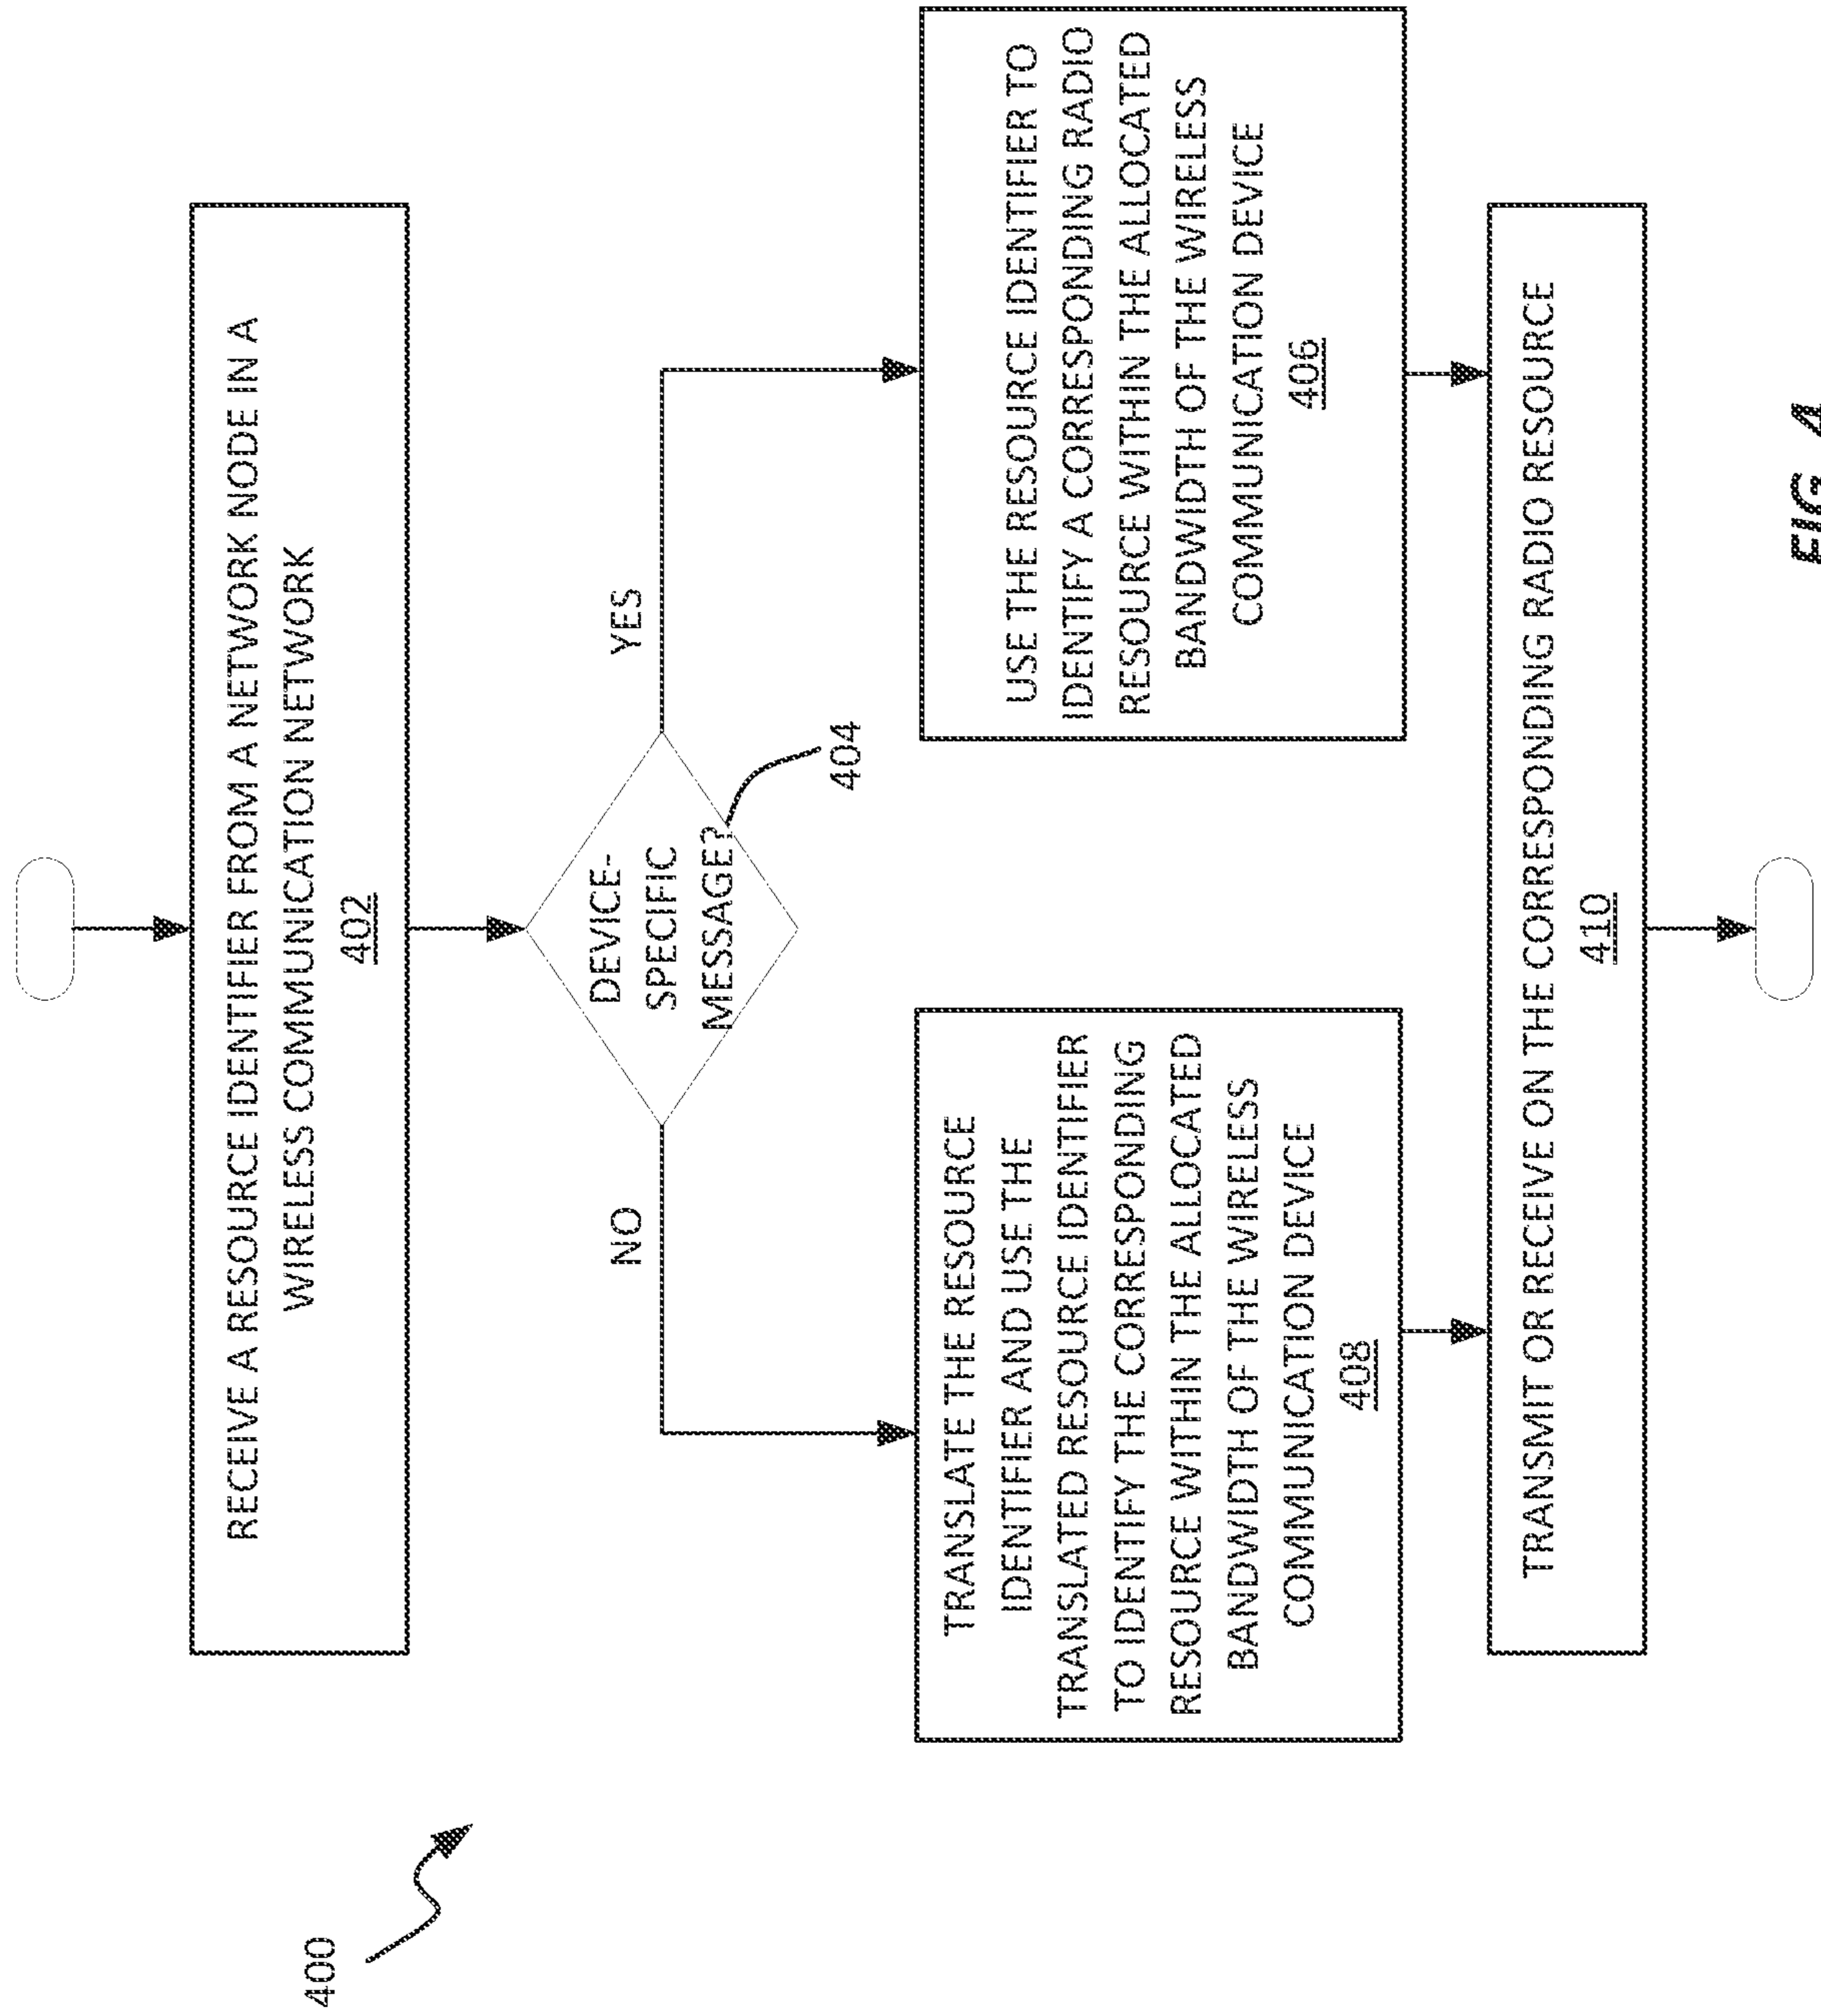 400
RECEIVE A RESOURCE IDENTIFIER FROM A NETWORK NODE IN A
WIRELESS COMMUNICATION NETWORK
402
DEVICE-
SPECIFIC
MESSAGE?
404
NO
YES
TRANSLATE THE RESOURCE
IDENTIFIER AND USE THE
TRANSLATED RESOURCE IDENTIFIER
TO IDENTIFY THE CORRESPONDING
RESOURCE WITHIN THE ALLOCATED
BANDWIDTH OF THE WIRELESS
COMMUNICATION DEVICE
408
USE THE RESOURCE IDENTIFIER TO
IDENTIFY A CORRESPONDING RADIO
RESOURCE WITHIN THE ALLOCATED
BANDWIDTH OF THE WIRELESS
COMMUNICATION DEVICE
406
TRANSMIT OR RECEIVE ON THE CORRESPONDING RADIO RESOURCE
410
FIG. 4